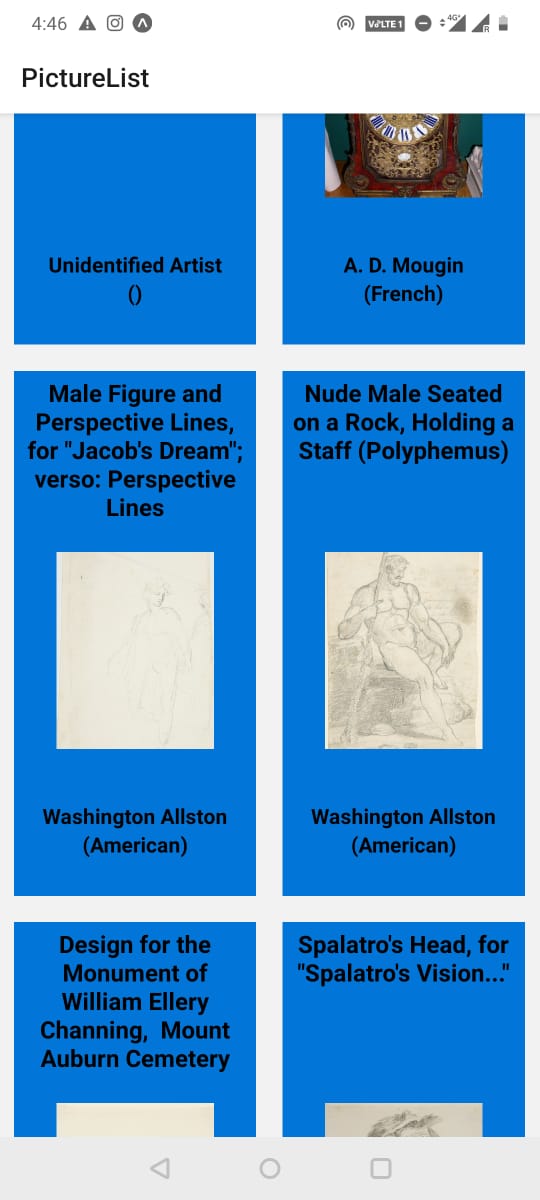 4:46
VoLTE 1
4G+
R
PictureList
Unidentified Artist
()
A. D. Mougin
(French)
Male Figure and
Perspective Lines,
for "Jacob's Dream";
verso: Perspective
Lines
Nude Male Seated
on a Rock, Holding a
Staff (Polyphemus)
Washington Allston
(American)
Washington Allston
(American)
Design for the
Monument of
William Ellery
Channing,  Mount
Auburn Cemetery
Spalatro's Head, for
"Spalatro's Vision..."